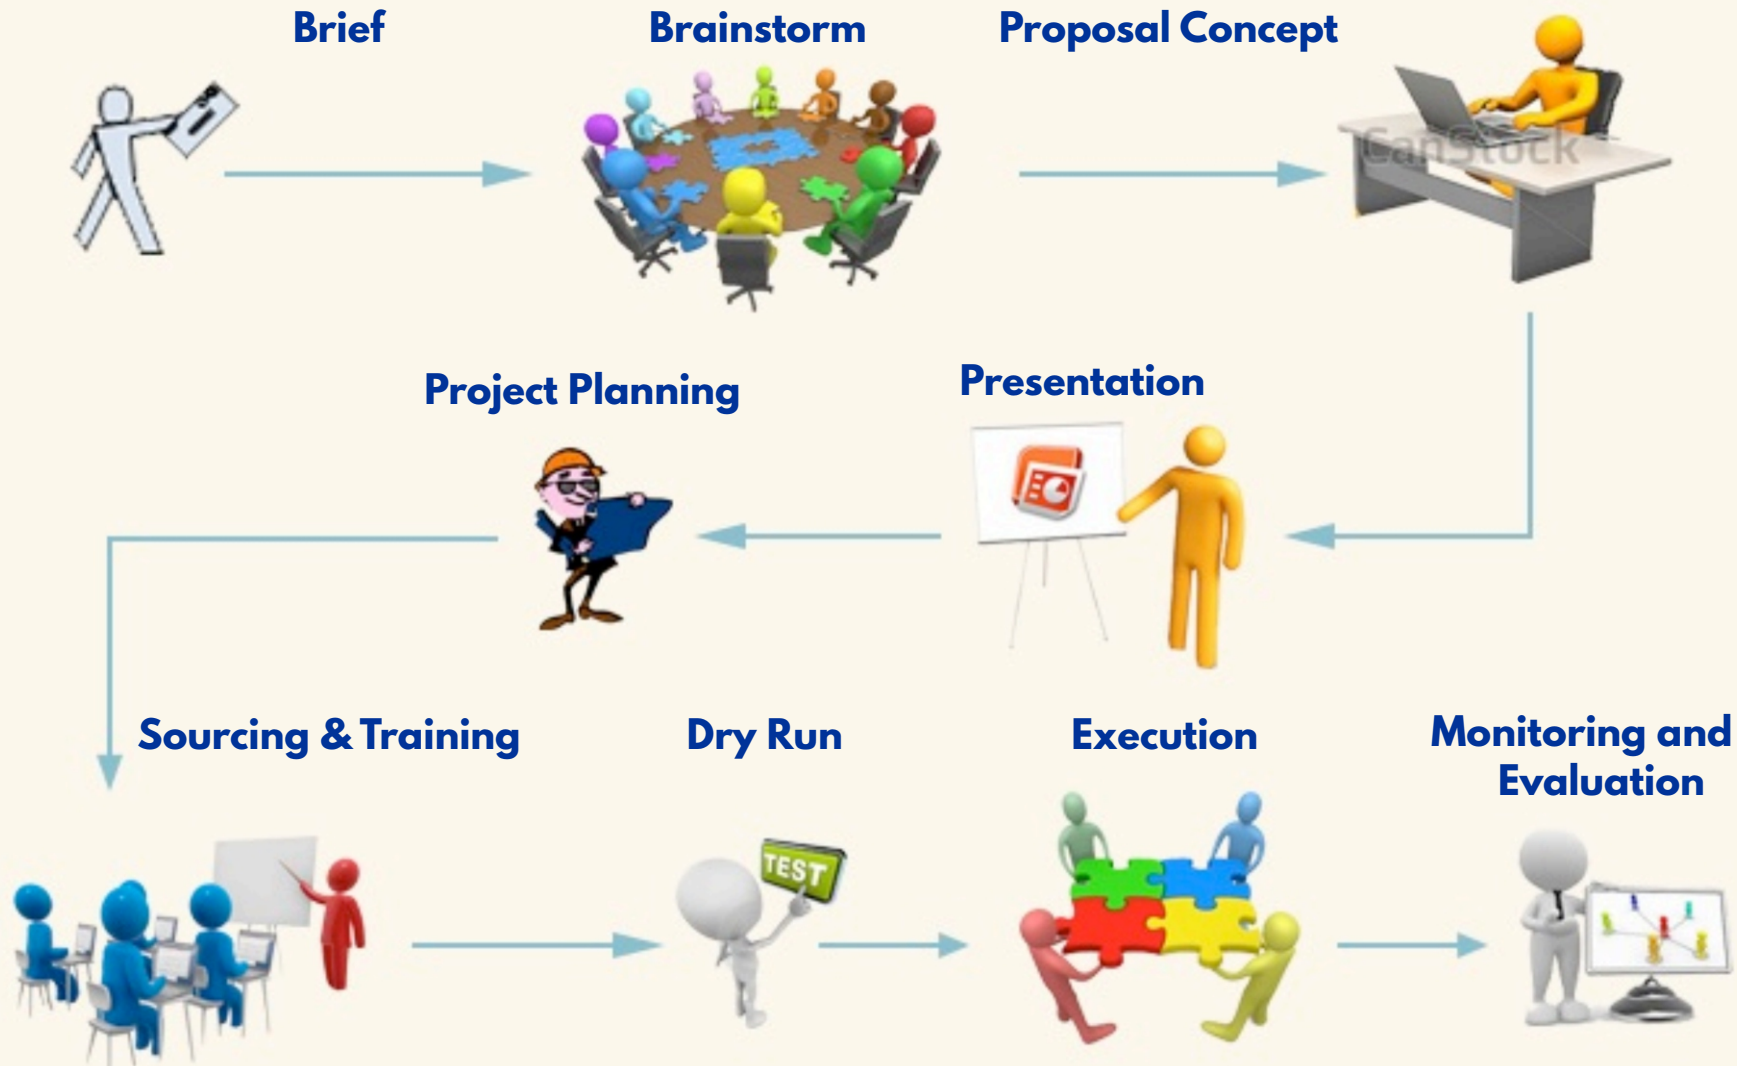 Brief
Brainstorm
Proposal Concept
CanStock
Project Planning
Presentation
Sourcing & Training
Dry Run
Execution
Monitoring and
Evaluation
TEST